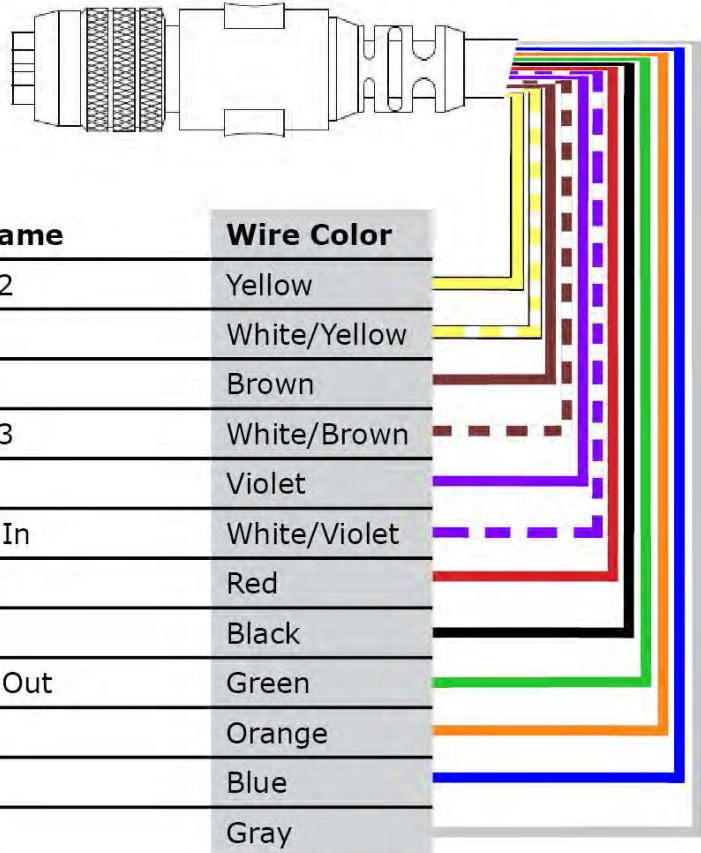 ame Wire Color
2 Yellow
White/Yellow
Brown
3 White/Brown
Violet
In White/Violet
Red
Black
Out Green
Orange
Blue
Gray